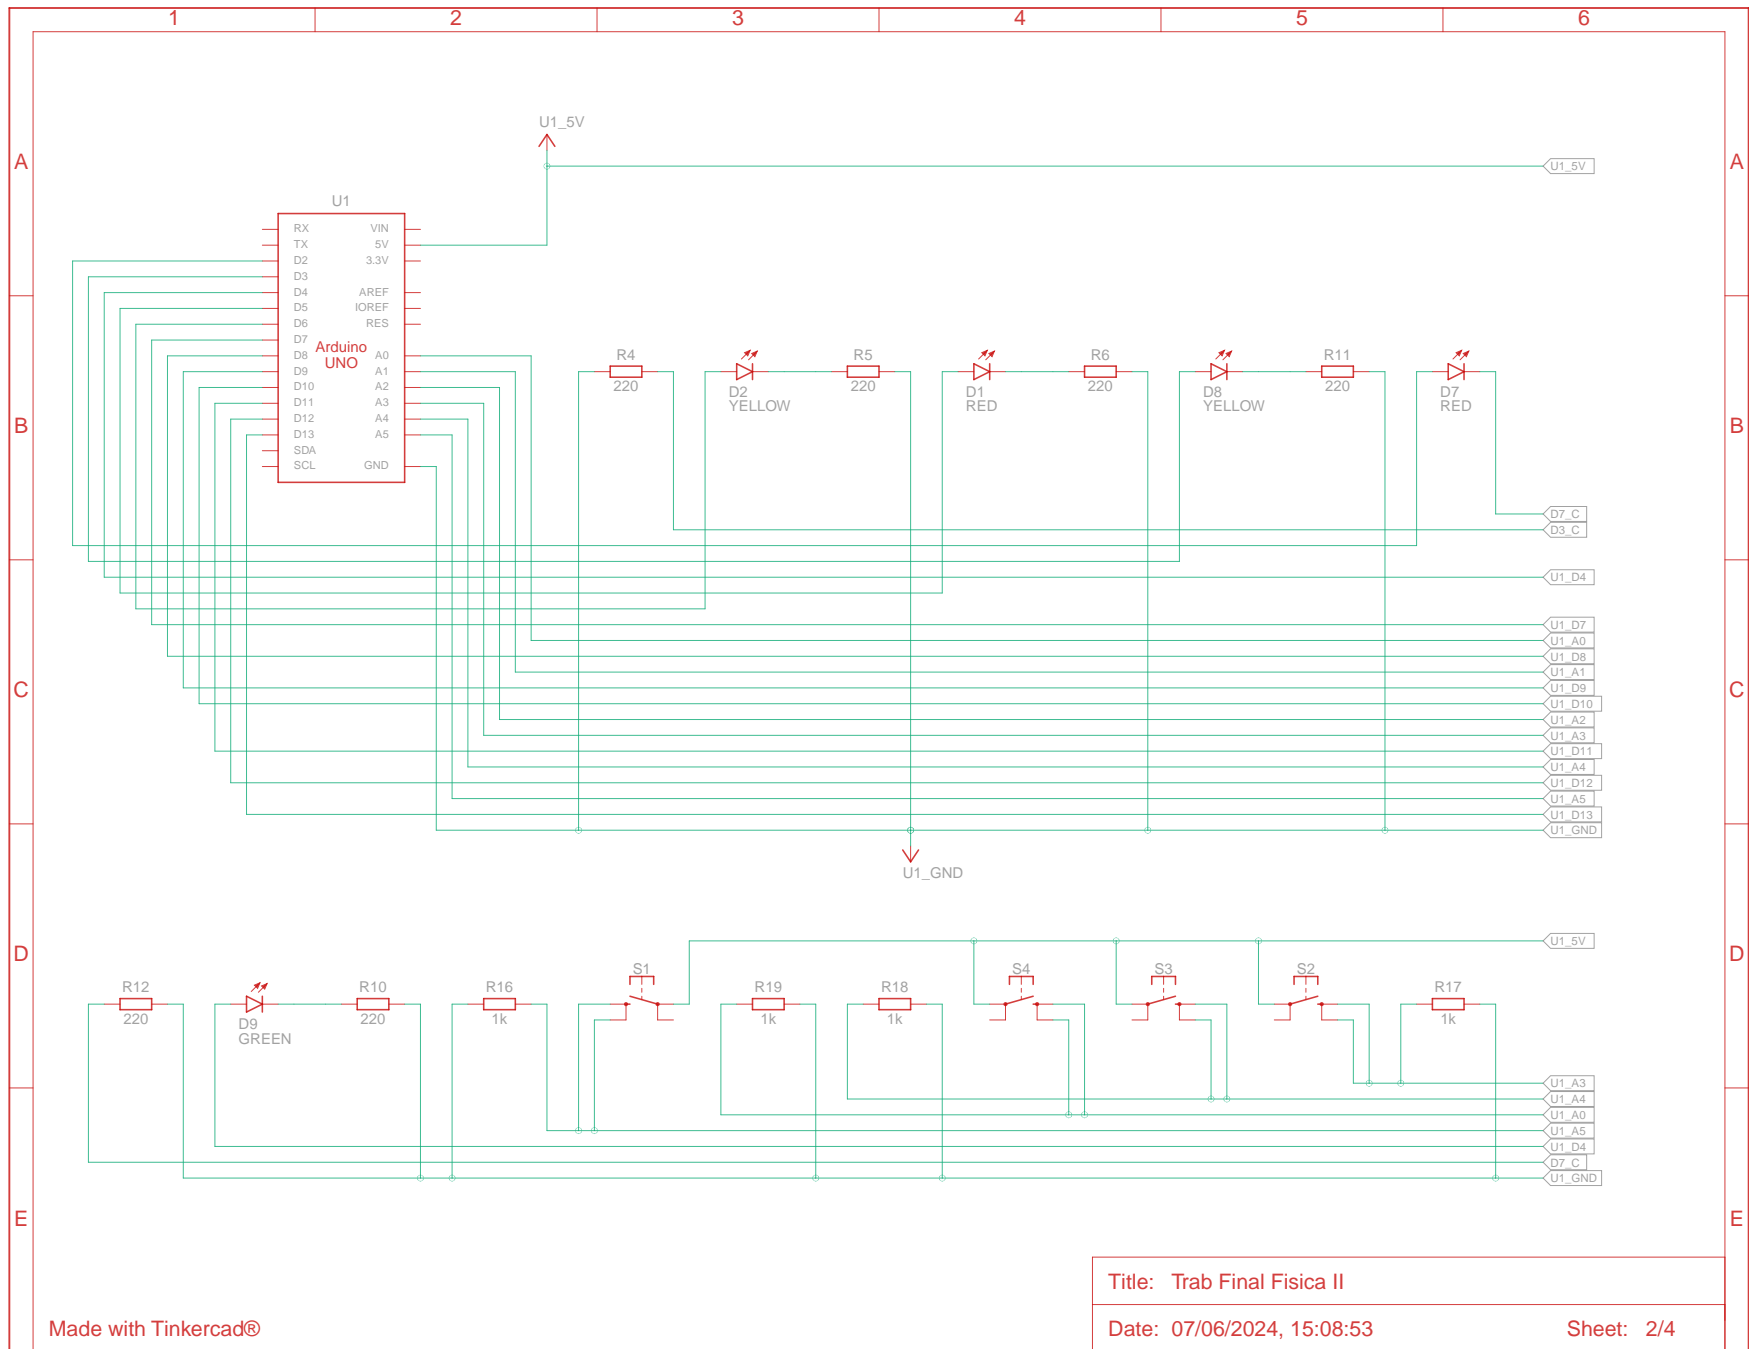 1 2 3 4 5 6
U1_5V
A A
U1_5V
U1
RX VIN
TX 5V
D2 3.3V
D3
D4 AREF
D5 IOREF
D6 RES
D7
Arduino
UNO
D8 A0
D9 A1
D10 A2
D11 A3
D12 A4
D13 A5
SDA
SCL GND
R4 R5 R6 R11
220 220 220 220
D2 D1 D8 D7
YELLOW RED YELLOW RED
B B
D7_C
D3_C
U1_D4
U1_D7
U1_A0
U1_D8
U1_A1
C C
U1_D9
U1_D10
U1_A2
U1_A3
U1_D11
U1_A4
U1_D12
U1_A5
U1_D13
U1_GND
U1_GND
D D
U1_5V
S1 S4 S3 S2
R12 R10 R16 R19 R18 R17
220 220 1k 1k 1k 1k
D9
GREEN
U1_A3
U1_A4
U1_A0
U1_A5
U1_D4
D7_C
U1_GND
E E
Title: Trab Final Fisica II
Made with Tinkercad®
Date: 07/06/2024, 15:08:53 Sheet: 2/4